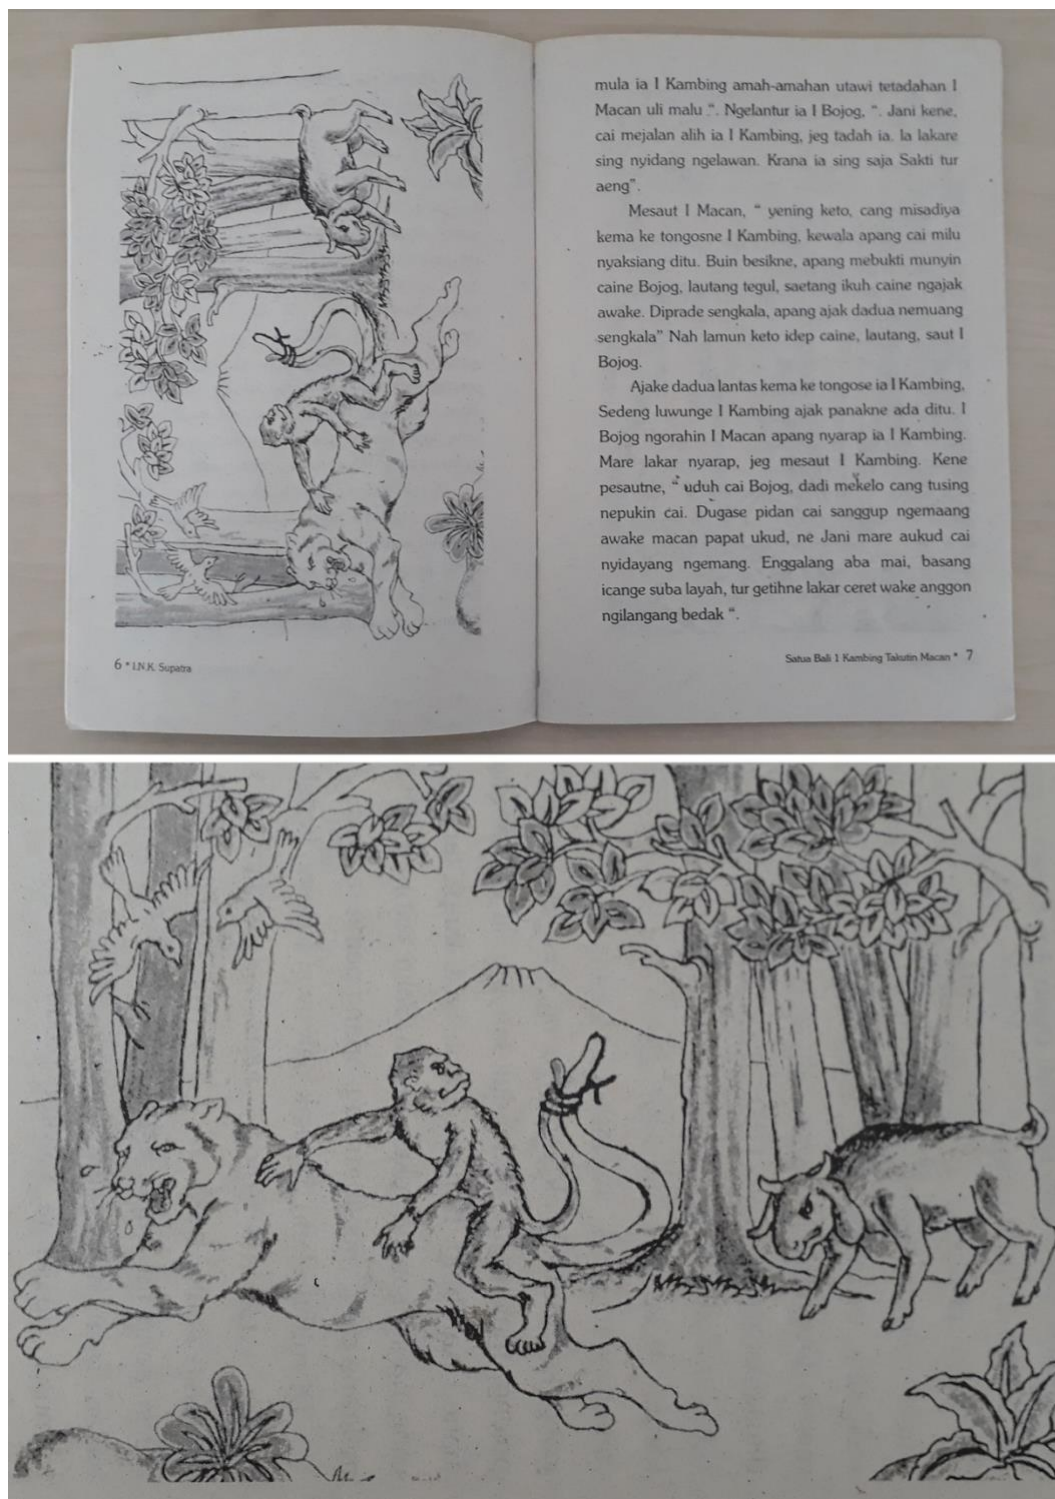 6 * I.N.K. Supatra
mula ia I Kambing amah-amahan utawi tetadahan I
Macan uli malu “. Ngelantur ia I Bojog, “. Jani kene,
cai mejalan alih ia I Kambing, jeg tadah ia. Ia lakare
sing nyidang ngelawan. Krana ia sing saja Sakti tur
aeng”.
Mesaut I Macan, “ yening keto, cang misadiya
kema ke tongosne I Kambing, kewala apang cai milu
nyaksiang ditu. Buin besikne, apang mebukti munyin
caine Bojog, lautang tegul, saetang ikuh caine ngajak
awake. Diprade sengkala, apang ajak dadua nemuang
sengkala” Nah lamun keto idep caine, lautang, saut I
Bojog.
Ajake dadua lantas kema ke tongose ia I Kambing,
Sedeng luwunge I Kambing ajak panakne ada ditu. I
Bojog ngorahin I Macan apang nyarap ia I Kambing.
Mare lakar nyarap, jeg mesaut I Kambing. Kene
pesautne, “ uduh cai Bojog, dadi mekelo cang tusing
nepukin cai. Dugase pidan cai sanggup ngemaang
awake macan papat ukud, ne Jani mare aukud cai
nyidayang ngemang. Enggalang aba mai, basang
icange suba layah, tur getihne lakar ceret wake anggon
ngilangang bedak “.
Satua Bali I Kambing Takutin Macan * 7